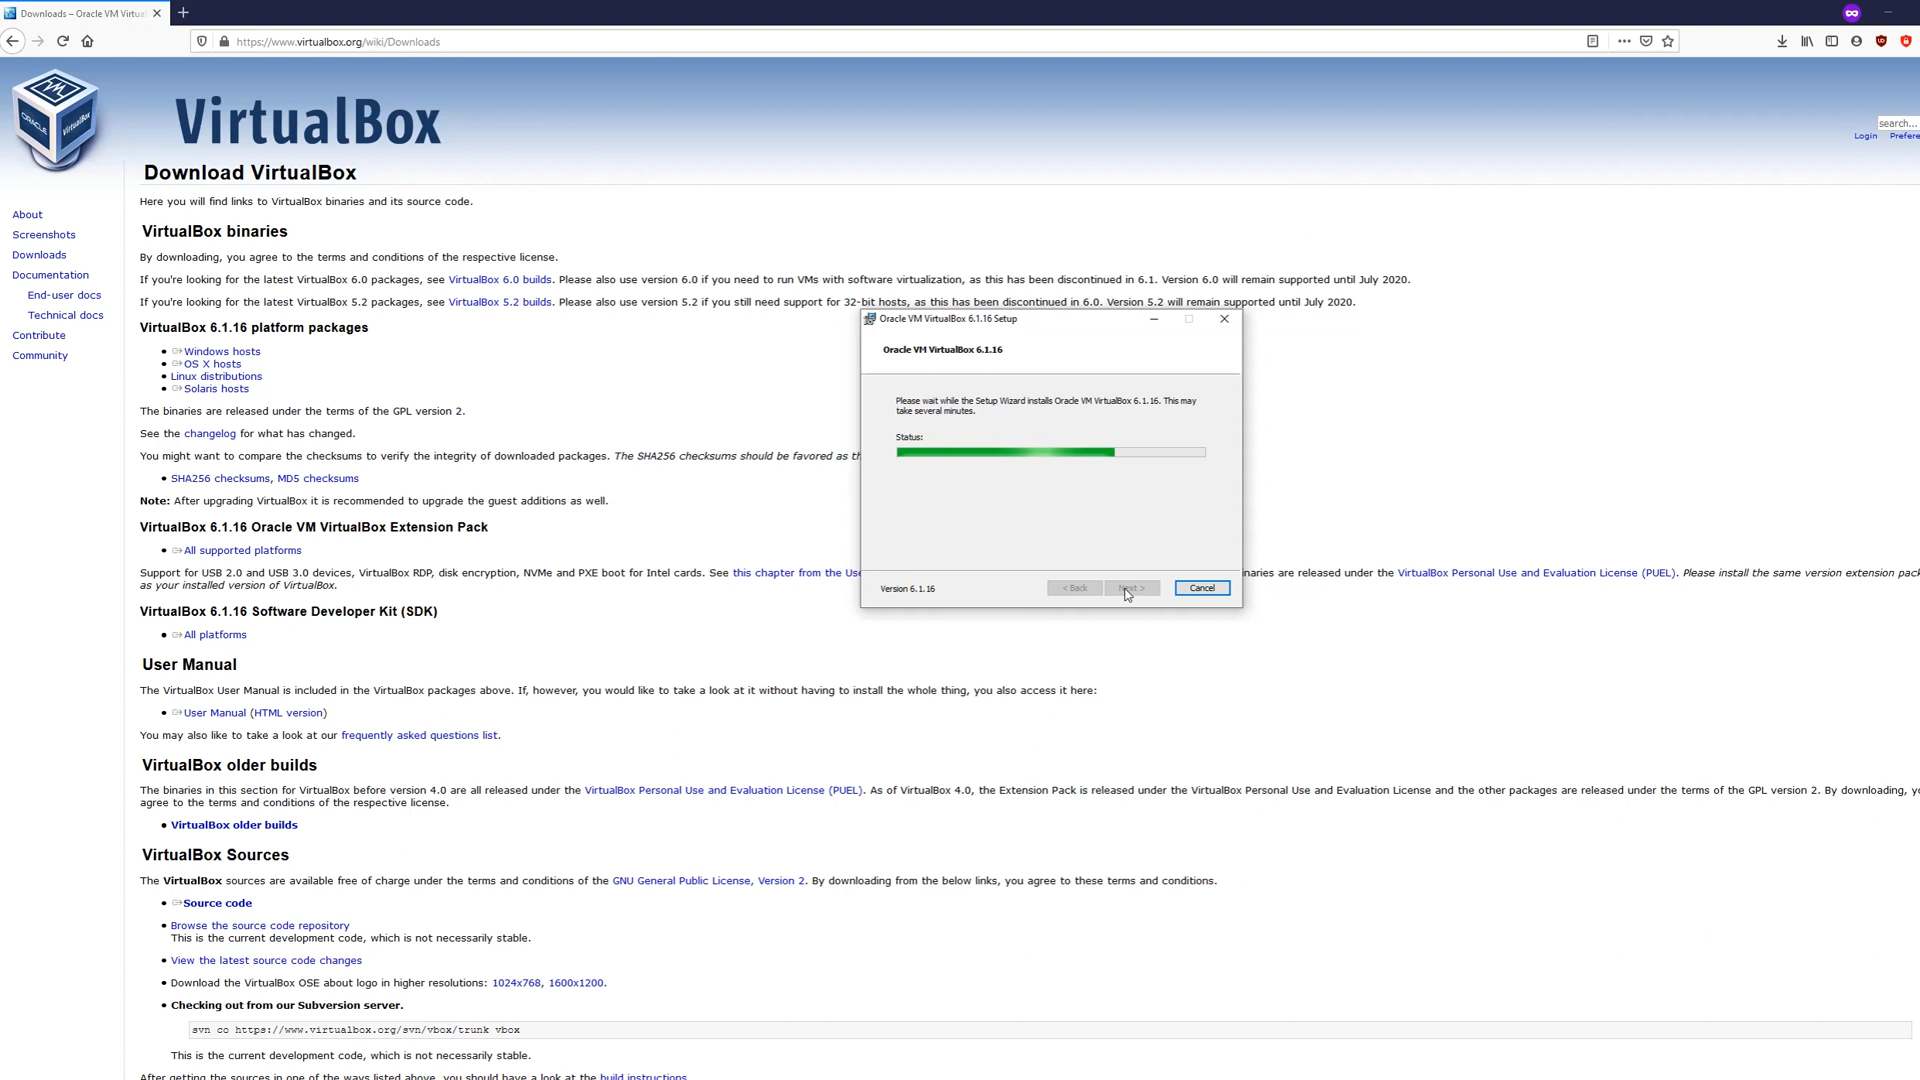 Downloads – Oracle VM Virtua
https://www.virtualbox.org/wiki/Downloads
ORACLE
VirtualBox
VirtualBox
search...
Login Prefere
Download VirtualBox
Here you will find links to VirtualBox binaries and its source code.
About
Screenshots
Downloads
Documentation
End-user docs
Technical docs
Contribute
Community
VirtualBox binaries
By downloading, you agree to the terms and conditions of the respective license.
If you're looking for the latest VirtualBox 6.0 packages, see VirtualBox 6.0 builds. Please also use version 6.0 if you need to run VMs with software virtualization, as this has been discontinued in 6.1. Version 6.0 will remain supported until July 2020.
If you're looking for the latest VirtualBox 5.2 packages, see VirtualBox 5.2 builds. Please also use version 5.2 if you still need support for 32-bit hosts, as this has been discontinued in 6.0. Version 5.2 will remain supported until July 2020.
VirtualBox 6.1.16 platform packages
Windows hosts
OS X hosts
Linux distributions
Solaris hosts
The binaries are released under the terms of the GPL version 2.
See the changelog for what has changed.
You might want to compare the checksums to verify the integrity of downloaded packages. The SHA256 checksums should be favored as th
SHA256 checksums, MD5 checksums
Note: After upgrading VirtualBox it is recommended to upgrade the guest additions as well.
VirtualBox 6.1.16 Oracle VM VirtualBox Extension Pack
All supported platforms
Support for USB 2.0 and USB 3.0 devices, VirtualBox RDP, disk encryption, NVMe and PXE boot for Intel cards. See this chapter from the Use
inaries are released under the VirtualBox Personal Use and Evaluation License (PUEL). Please install the same version extension pack
as your installed version of VirtualBox.
Oracle VM VirtualBox 6.1.16 Setup
Oracle VM VirtualBox 6.1.16
Please wait while the Setup Wizard installs Oracle VM VirtualBox 6.1.16. This may
take several minutes.
Status:
Version 6.1.16
< Back
Next >
Cancel
VirtualBox 6.1.16 Software Developer Kit (SDK)
All platforms
User Manual
The VirtualBox User Manual is included in the VirtualBox packages above. If, however, you would like to take a look at it without having to install the whole thing, you also access it here:
User Manual (HTML version)
You may also like to take a look at our frequently asked questions list.
VirtualBox older builds
The binaries in this section for VirtualBox before version 4.0 are all released under the VirtualBox Personal Use and Evaluation License (PUEL). As of VirtualBox 4.0, the Extension Pack is released under the VirtualBox Personal Use and Evaluation License and the other packages are released under the terms of the GPL version 2. By downloading, yo
agree to the terms and conditions of the respective license.
VirtualBox older builds
VirtualBox Sources
The VirtualBox sources are available free of charge under the terms and conditions of the GNU General Public License, Version 2. By downloading from the below links, you agree to these terms and conditions.
Source code
Browse the source code repository
This is the current development code, which is not necessarily stable.
View the latest source code changes
Download the VirtualBox OSE about logo in higher resolutions: 1024x768, 1600x1200.
Checking out from our Subversion server.
svn co https://www.virtualbox.org/svn/vbox/trunk vbox
This is the current development code, which is not necessarily stable.
After getting the sources in one of the ways listed above, you should have a look at the build instructions.